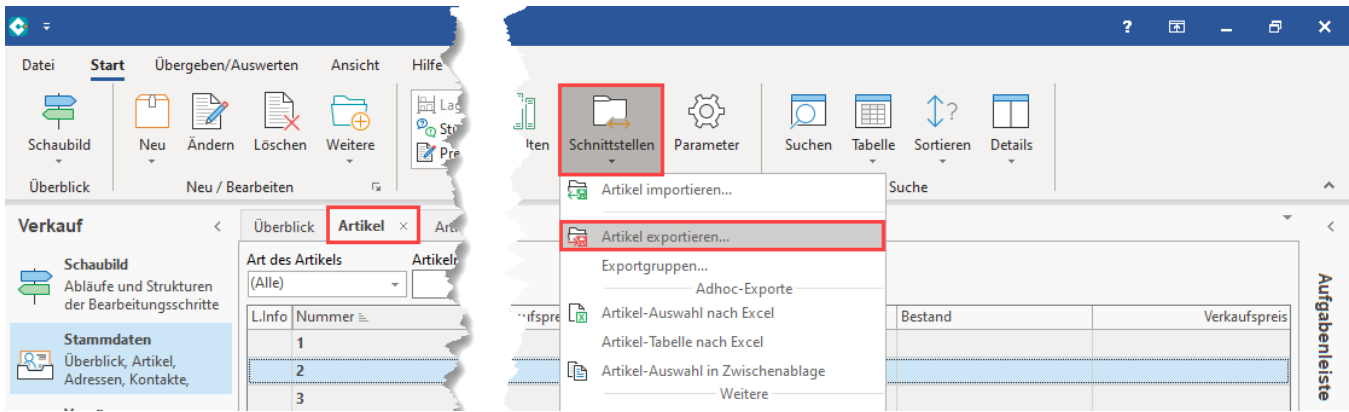 ?
Datei Start Übergeben/Auswerten Ansicht Hilfe
Schaubild Neu Ändern Löschen Weitere Schnittstellen Parameter Suchen Tabelle Sortieren Details
Überblick Neu / Bearbeiten Suche
Artikel importieren...
Artikel exportieren...
Exportgruppen...
Adhoc-Exporte
Artikel-Auswahl nach Excel
Artikel-Tabelle nach Excel
Artikel-Auswahl in Zwischenablage
Weitere
Verkauf
Überblick Artikel
Schaubild
Abläufe und Strukturen
der Bearbeitungsschritte
Stammdaten
Überblick, Artikel,
Adressen, Kontakte,
Art des Artikels
(Alle)
L.Info Nummer Bestand Verkaufspreis
1
2
3
Aufgabenleiste